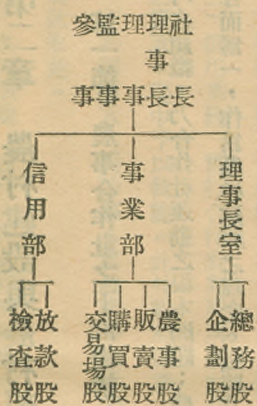 社長
理事長
理事
監事
參事
理事長室
事業部
信用部
總務股
企劃股
農事股
販賣股
購買股
交易場
放款股
檢查股